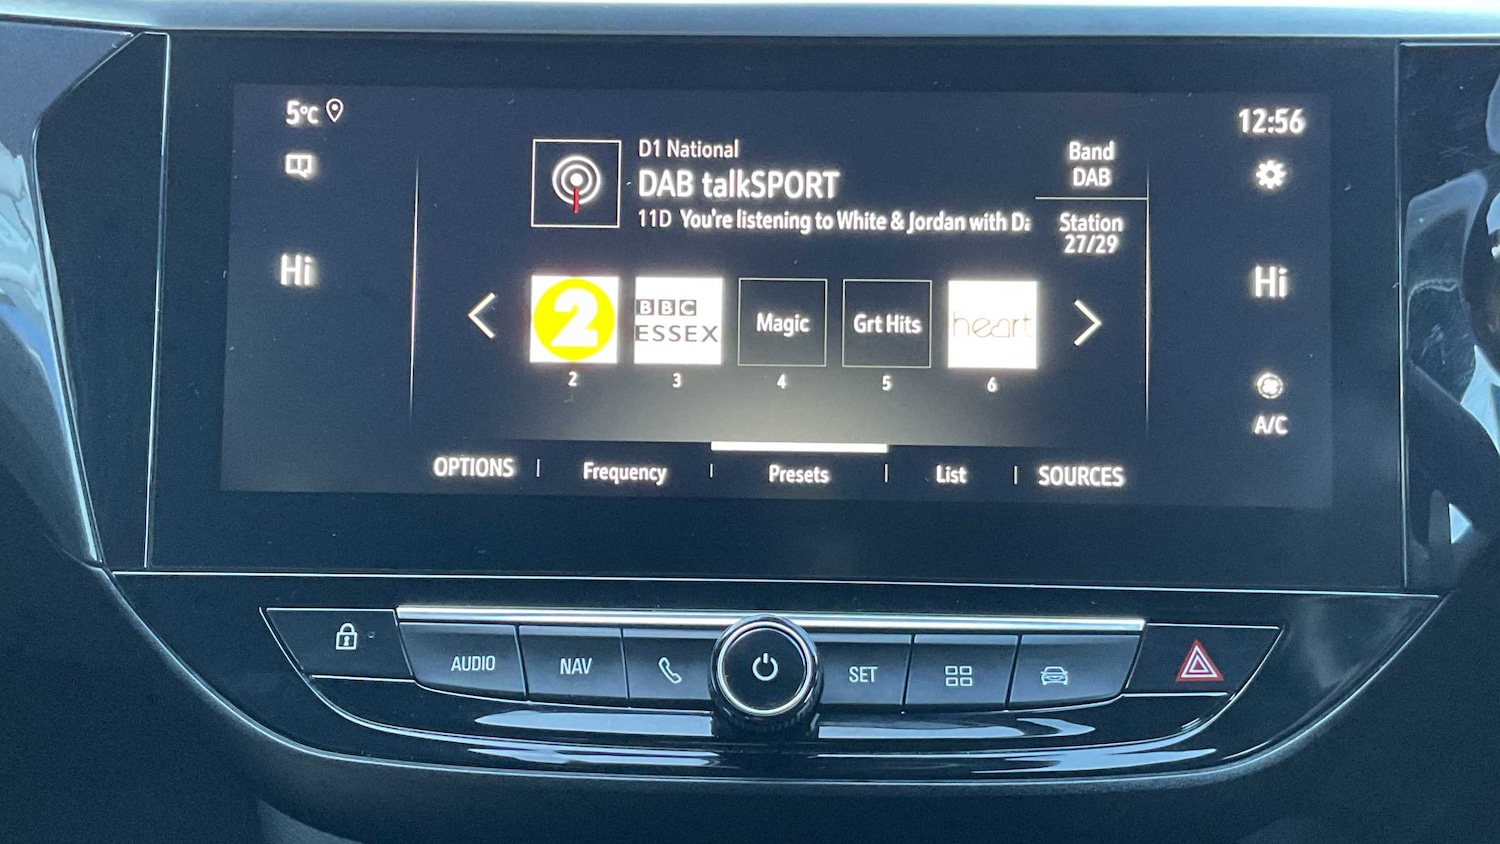 5°C
12:56
D1 National
DAB talkSPORT
11D You're listening to White & Jordan with Da
Band
DAB
Station
27/29
Hi
Hi
2
BBC
ESSEX
Magic
Grt Hits
heart
2
3
4
5
6
A/C
OPTIONS
Frequency
Presets
List
SOURCES
AUDIO
NAV
SET